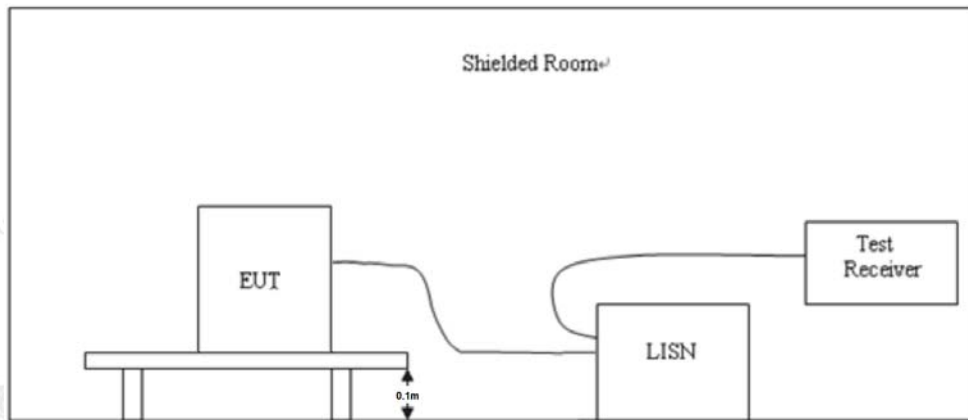 Shielded Room↵
EUT
Test
Receiver
LISN
0.1m